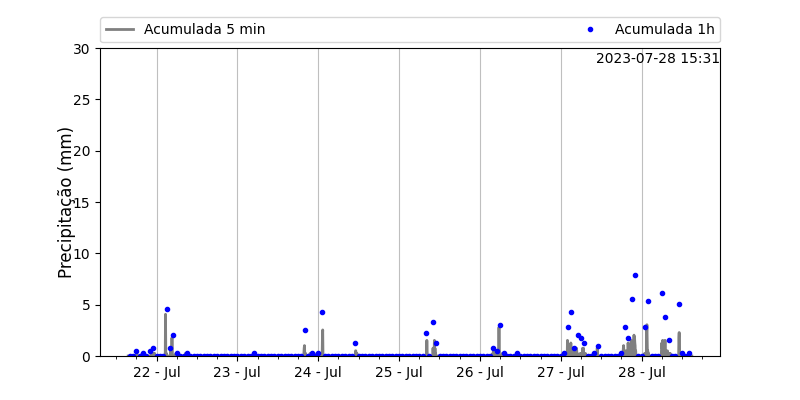 Acumulada 5 min
Acumulada 1h
2023-07-28 15:31
Precipitação (mm)
30
25
20
15
10
5
0
22 - Jul
23 - Jul
24 - Jul
25 - Jul
26 - Jul
27 - Jul
28 - Jul